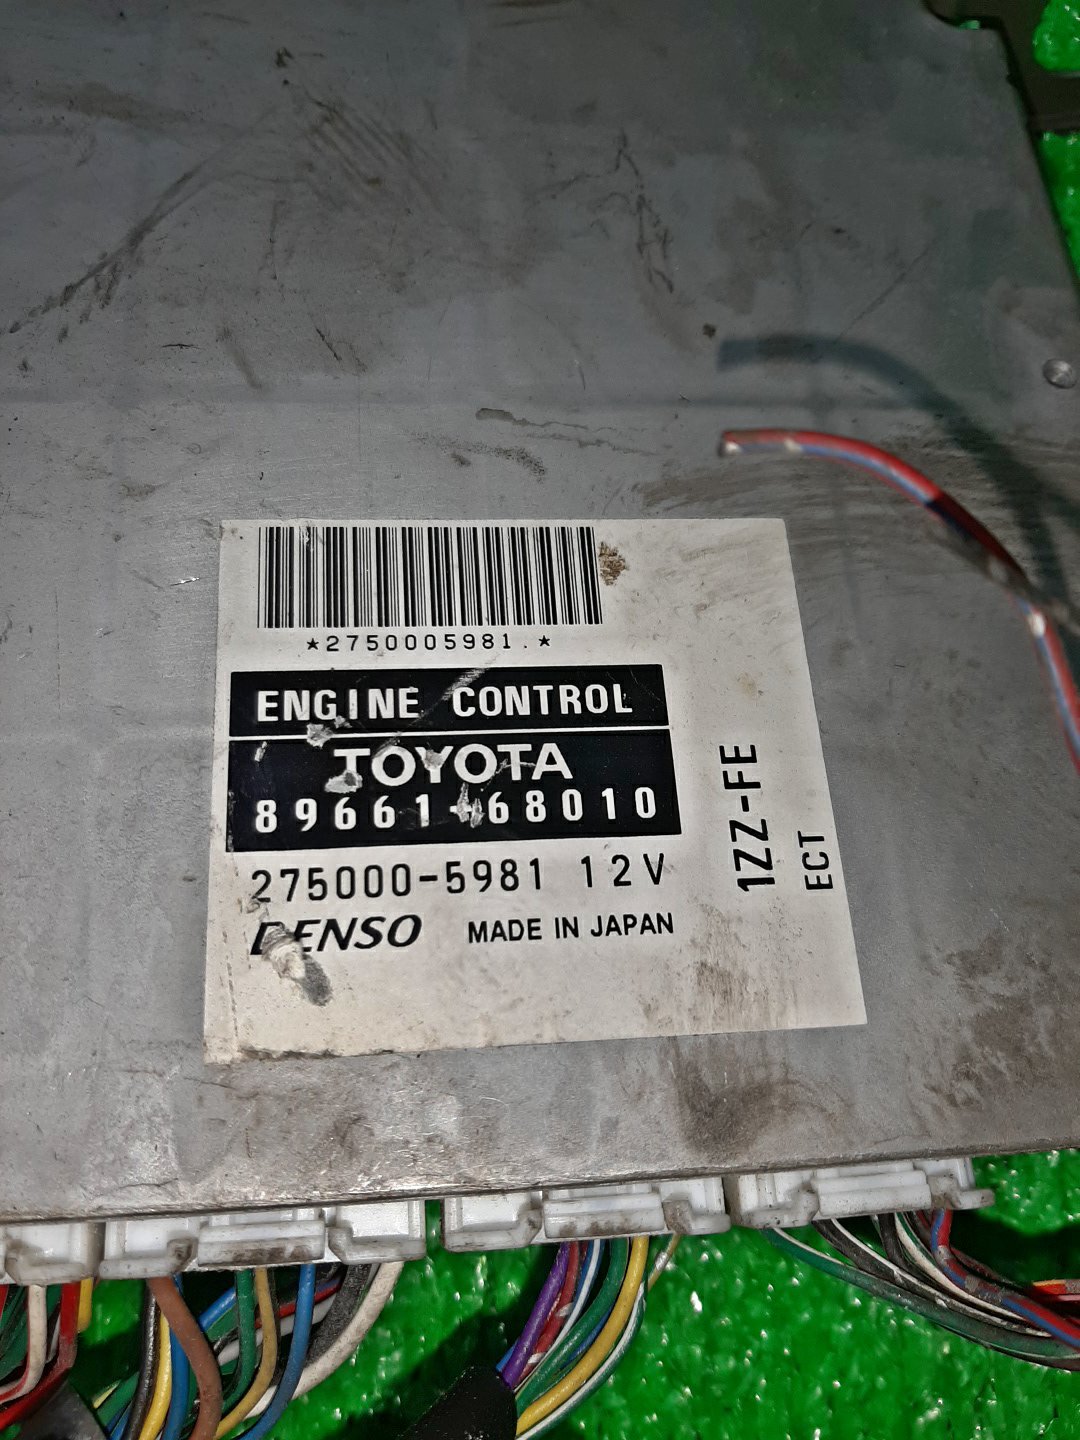 *2750005981.*
ENGINE CONTROL
TOYOTA
89661-68010
275000-5981 12V
DENSO MADE IN JAPAN
1ZZ-FE
ECT